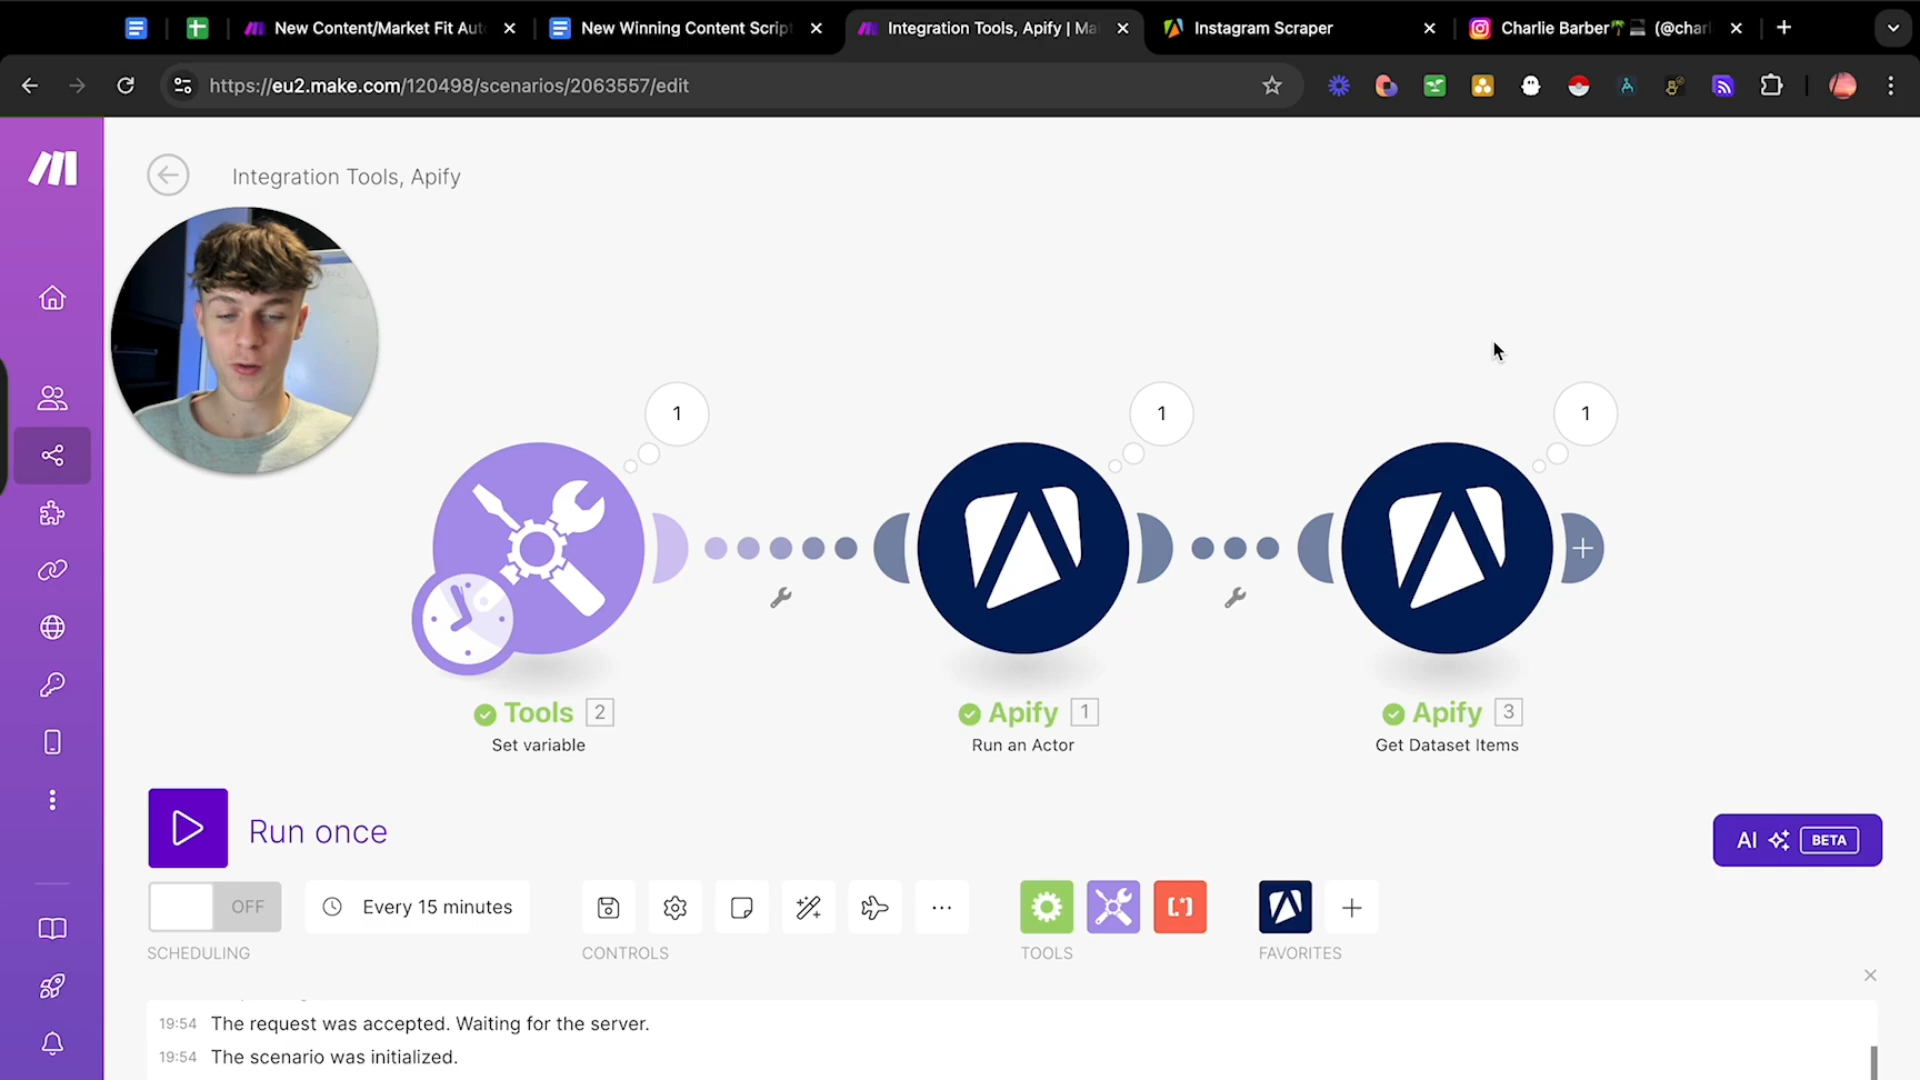 New Content/Market Fit Aut
New Winning Content Script
Integration Tools, Apify | Ma
Instagram Scraper
Charlie Barber🌴💻 (@char
https://eu2.make.com/120498/scenarios/2063557/edit
Integration Tools, Apify
1
1
1
Tools 2
Set variable
Apify 1
Run an Actor
Apify 3
Get Dataset Items
Run once
AI BETA
OFF
Every 15 minutes
SCHEDULING
CONTROLS
TOOLS
FAVORITES
19:54 The request was accepted. Waiting for the server.
19:54 The scenario was initialized.